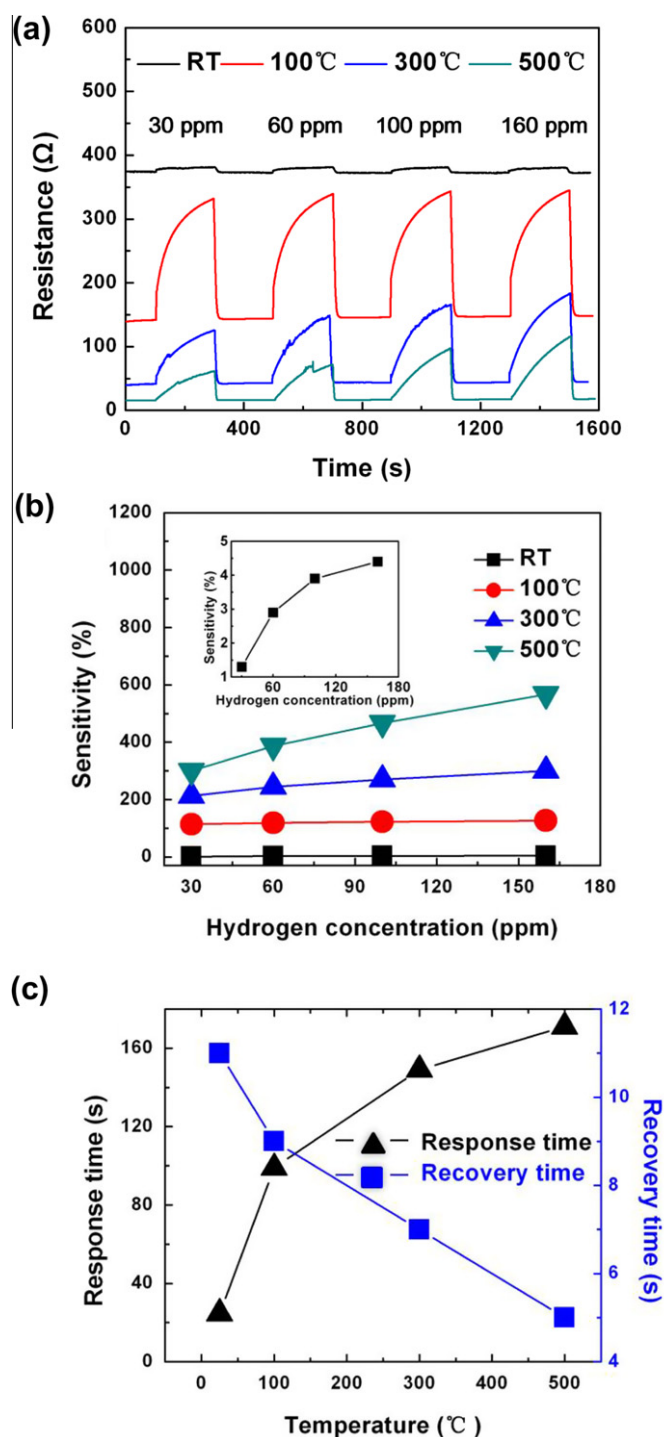 (a)
600
500
400
300
200
100
0
Resistance (Ω)
RT 100℃ 300℃ 500℃
30 ppm 60 ppm 100 ppm 160 ppm
0 400 800 1200 1600
Time (s)
(b)
1200
1000
800
600
400
200
0
Sensitivity (%)
5
4
3
2
1
Sensitivity (%)
60 120 180
Hydrogen concentration (ppm)
RT
100℃
300℃
500℃
30 60 90 120 150 180
Hydrogen concentration (ppm)
(c)
160
120
80
40
0
Response time (s)
Response time
Recovery time
12
11
10
9
8
7
6
5
4
Recovery time (s)
0 100 200 300 400 500
Temperature (℃)